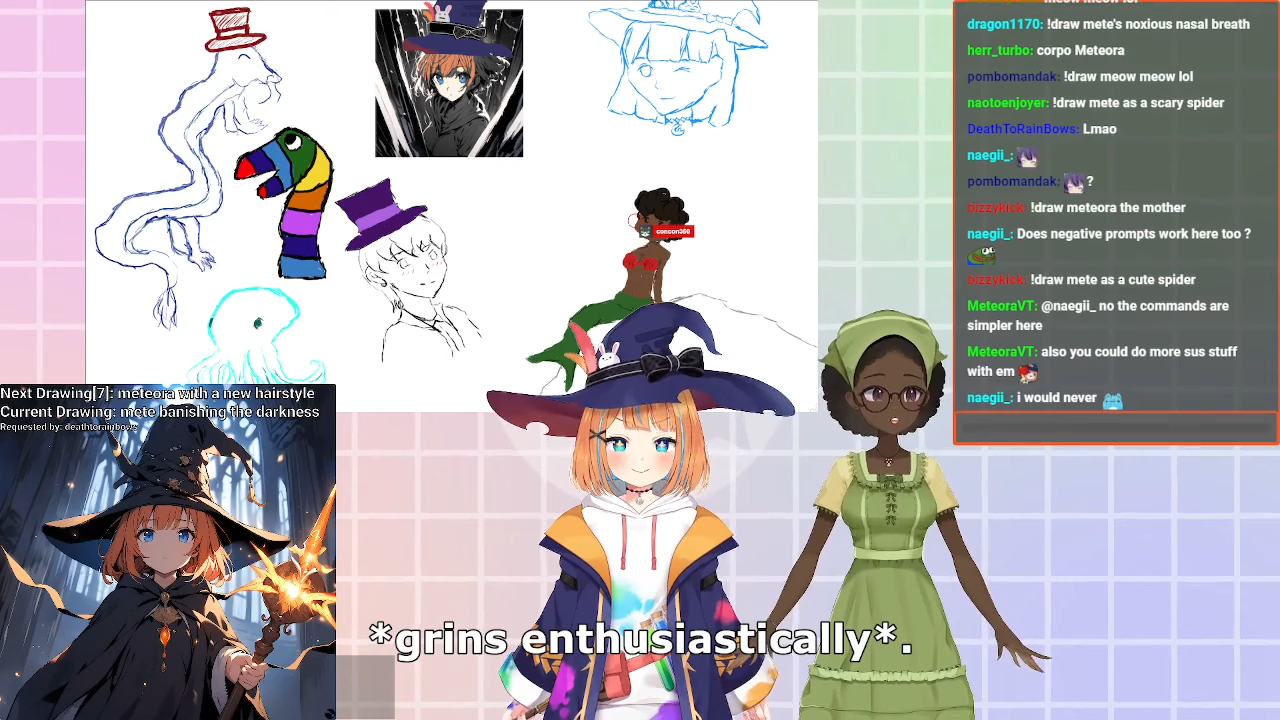 meow meow lol
dragon1170: !draw mete's noxious nasal breath
herr_turbo: corpo Meteora
pombomandak: !draw meow meow lol
naotoenjoyer: !draw mete as a scary spider
DeathToRainBows: Lmao
naegii_:
pombomandak: ?
bizzykick: !draw meteora the mother
naegii_: Does negative prompts work here too ?
bizzykick: !draw mete as a cute spider
MeteoraVT: @naegii_ no the commands are
simpler here
MeteoraVT: also you could do more sus stuff
with em
naegii_: i would never
concon350
Next Drawing[7]: meteora with a new hairstyle
Current Drawing: mete banishing the darkness
Requested by: deathtorainbows
*grins enthusiastically*.